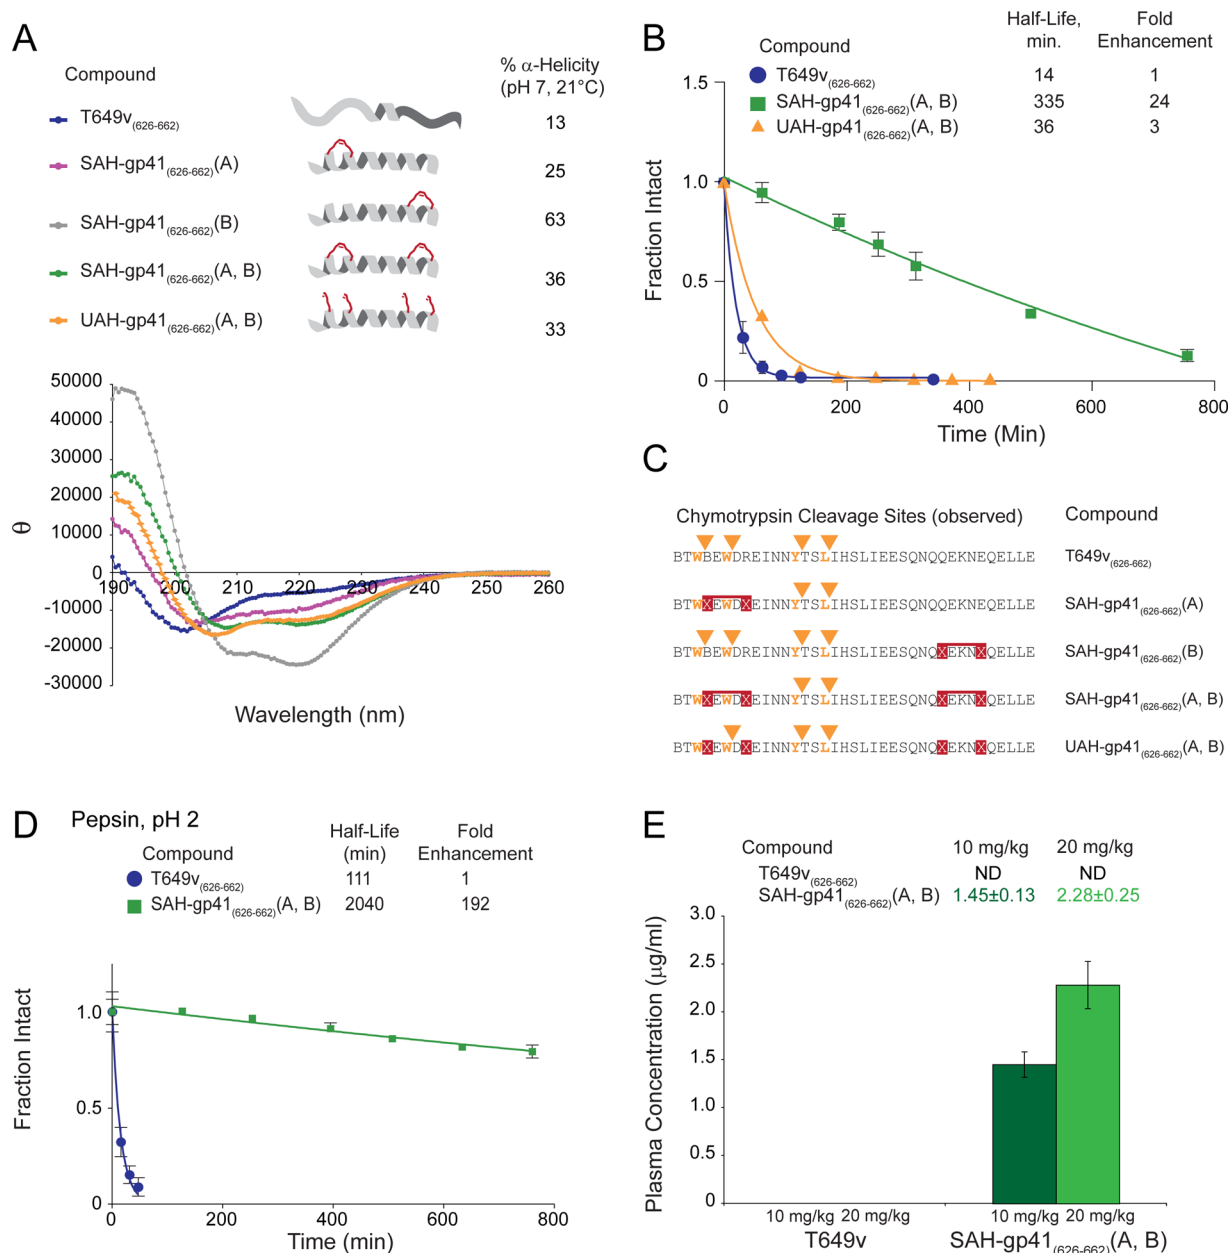 A
Compound
% α-Helicity
(pH 7, 21°C)
T649v(626-662)
13
SAH-gp41(626-662)(A)
25
SAH-gp41(626-662)(B)
63
SAH-gp41(626-662)(A, B)
36
UAH-gp41(626-662)(A, B)
33
50000
40000
30000
20000
10000
0
-10000
-20000
-30000
θ
190 200 210 220 230 240 250 260
Wavelength (nm)
B
Compound
Half-Life, min.
Fold Enhancement
T649v(626-662) 14 1
SAH-gp41(626-662)(A, B) 335 24
UAH-gp41(626-662)(A, B) 36 3
1.5
1.0
0.5
0
Fraction Intact
0 200 400 600 800
Time (Min)
C
Chymotrypsin Cleavage Sites (observed) Compound
BTWBEWDREINNYTSLIHSLIEESQNQQEKNEQELLE T649v(626-662)
BTWXEWDXEINNYTSLIHSLIEESQNQQEKNEQELLE SAH-gp41(626-662)(A)
BTWBEWDREINNYTSLIHSLIEESQNQXEKNXQELLE SAH-gp41(626-662)(B)
BTWXEWDXEINNYTSLIHSLIEESQNQXEKNXQELLE SAH-gp41(626-662)(A, B)
BTWXEWDXEINNYTSLIHSLIEESQNQXEKNXQELLE UAH-gp41(626-662)(A, B)
D
Pepsin, pH 2
Compound
Half-Life (min)
Fold Enhancement
T649v(626-662) 111 1
SAH-gp41(626-662)(A, B) 2040 192
1.0
0.5
0
Fraction Intact
0 200 400 600 800
Time (min)
E
Compound 10 mg/kg 20 mg/kg
T649v(626-662) ND ND
SAH-gp41(626-662)(A, B) 1.45±0.13 2.28±0.25
3.0
2.5
2.0
1.5
1.0
0.5
0
Plasma Concentration (µg/ml)
10 mg/kg 20 mg/kg 10 mg/kg 20 mg/kg
T649v SAH-gp41(626-662)(A, B)